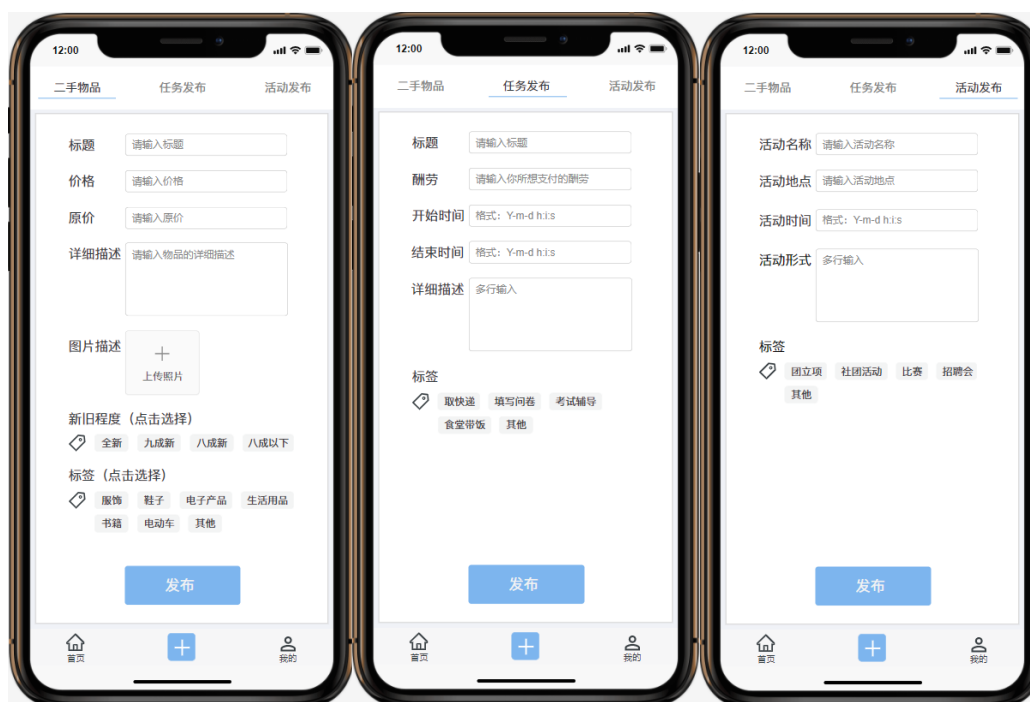 12:00
二手物品 任务发布 活动发布
标题 请输入标题
价格 请输入价格
原价 请输入原价
详细描述 请输入物品的详细描述
图片描述
上传照片
新旧程度（点击选择）
全新 九成新 八成新 八成以下
标签（点击选择）
服饰 鞋子 电子产品 生活用品
书籍 电动车 其他
发布
首页 我的
12:00
二手物品 任务发布 活动发布
标题 请输入标题
酬劳 请输入你所想支付的酬劳
开始时间 格式：Y-m-d h:i:s
结束时间 格式：Y-m-d h:i:s
详细描述 多行输入
标签
取快递 填写问卷 考试辅导
食堂带饭 其他
发布
首页 我的
12:00
二手物品 任务发布 活动发布
活动名称 请输入活动名称
活动地点 请输入活动地点
活动时间 格式：Y-m-d h:i:s
活动形式 多行输入
标签
团立项 社团活动 比赛 招聘会
其他
发布
首页 我的